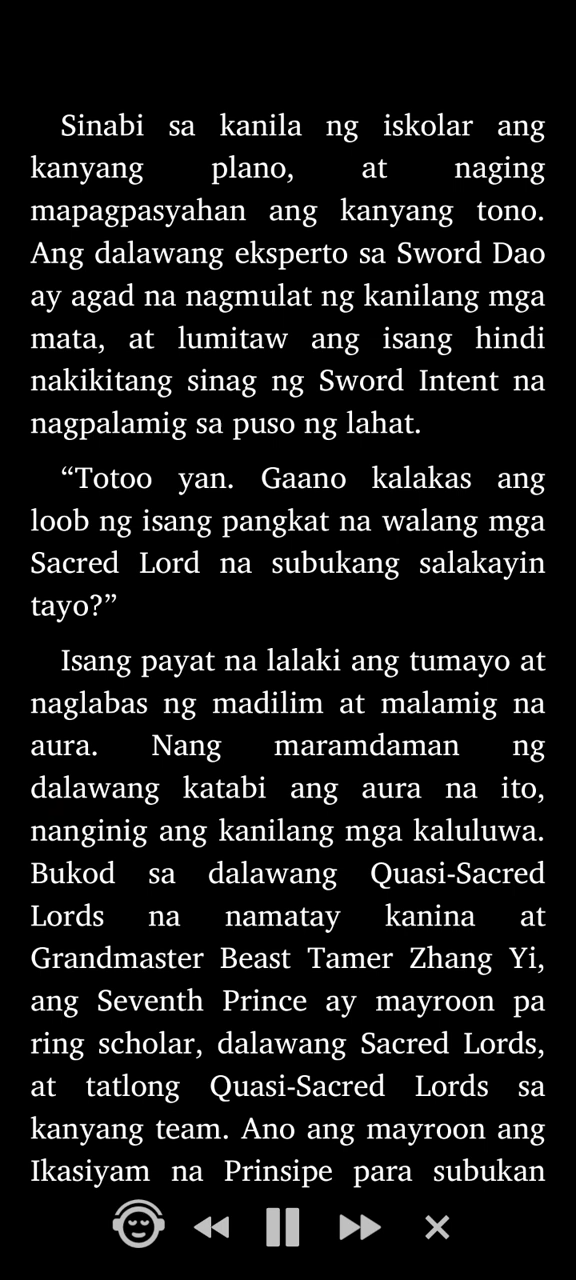 Sinabi sa kanila ng iskolar ang
kanyang plano, at naging
mapagpasyahan ang kanyang tono.
Ang dalawang eksperto sa Sword Dao
ay agad na nagmulat ng kanilang mga
mata, at lumitaw ang isang hindi
nakikitang sinag ng Sword Intent na
nagpalamig sa puso ng lahat.
“Totoo yan. Gaano kalakas ang
loob ng isang pangkat na walang mga
Sacred Lord na subukang salakayin
tayo?”
Isang payat na lalaki ang tumayo at
naglabas ng madilim at malamig na
aura. Nang maramdaman ng
dalawang katabi ang aura na ito,
nanginig ang kanilang mga kaluluwa.
Bukod sa dalawang Quasi-Sacred
Lords na namatay kanina at
Grandmaster Beast Tamer Zhang Yi,
ang Seventh Prince ay mayroon pa
ring scholar, dalawang Sacred Lords,
at tatlong Quasi-Sacred Lords sa
kanyang team. Ano ang mayroon ang
Ikasiyam na Prinsipe para subukan